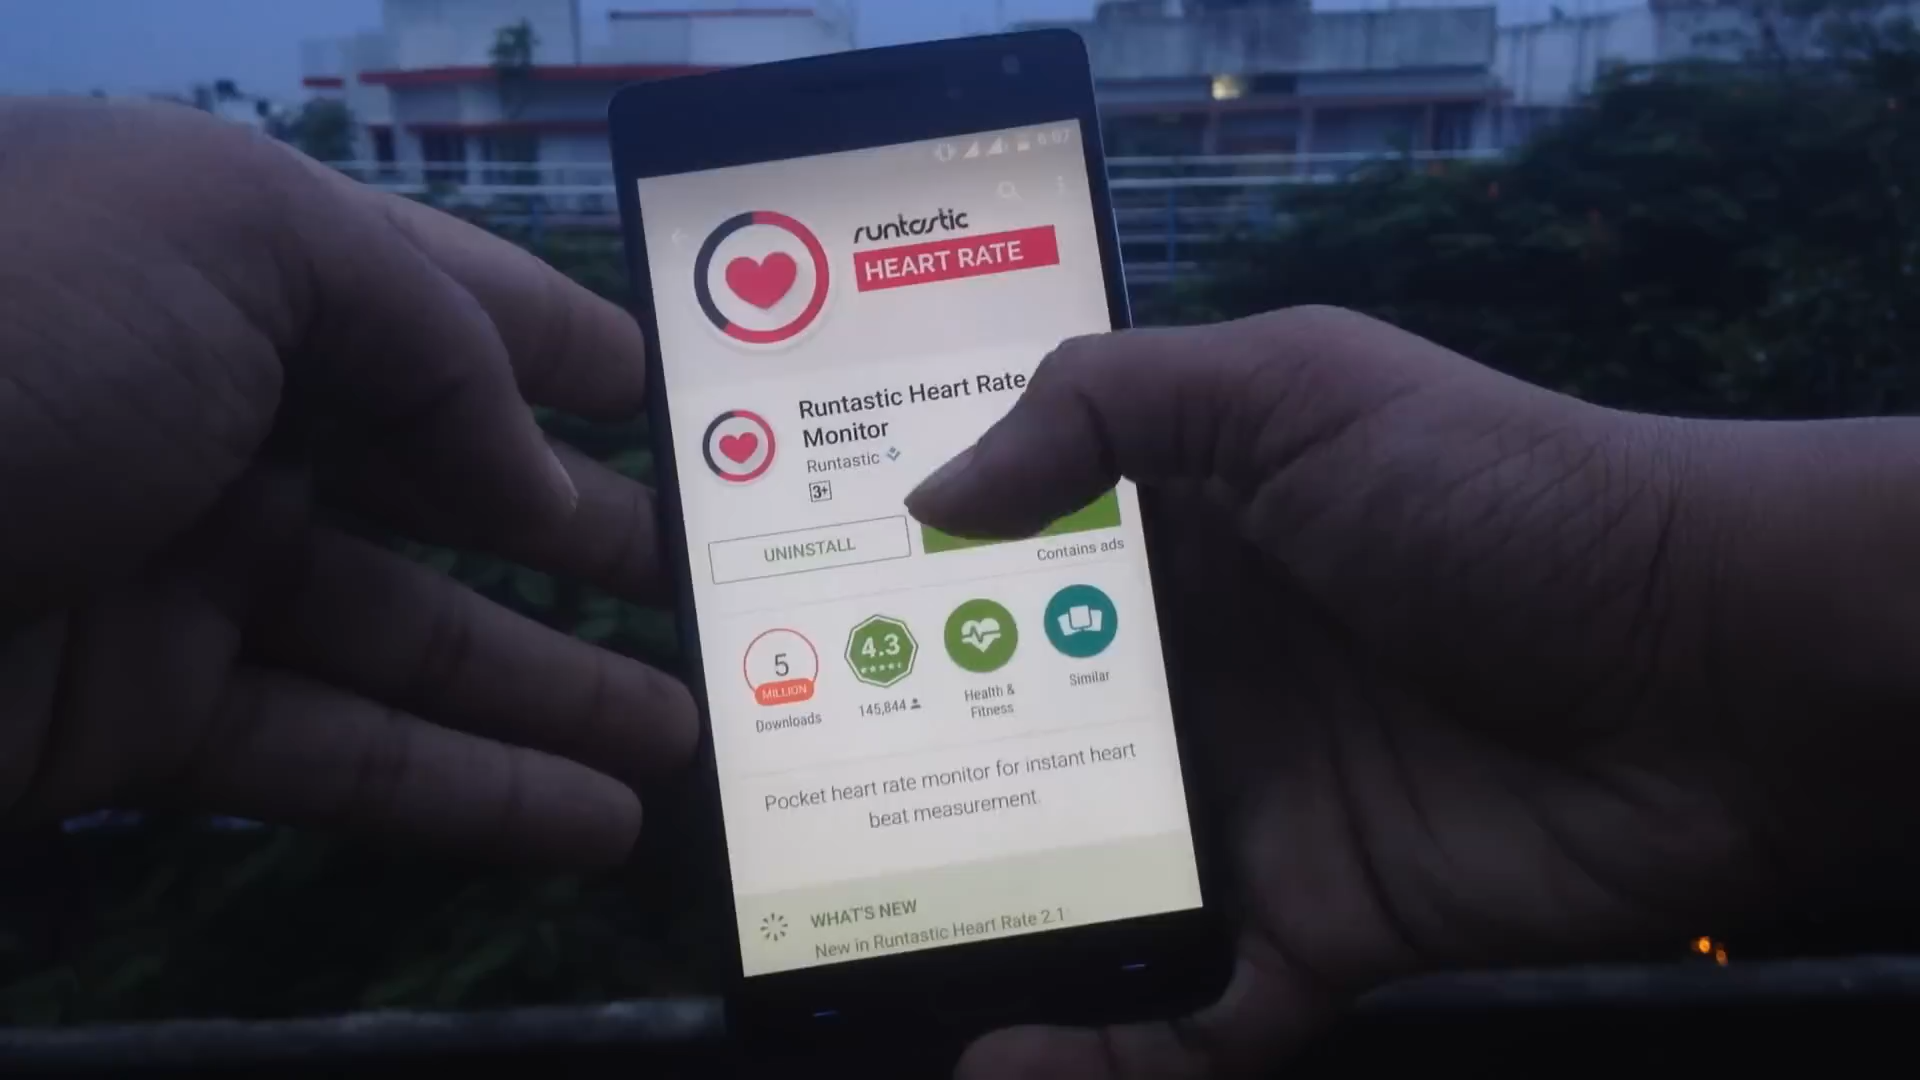 6:07
runtastic
HEART RATE
Runtastic Heart Rate
Monitor
Runtastic
3+
UNINSTALL
Contains ads
5
MILLION
Downloads
4.3
145,844
Health &
Fitness
Similar
Pocket heart rate monitor for instant heart
beat measurement.
WHAT'S NEW
New in Runtastic Heart Rate 2.1: